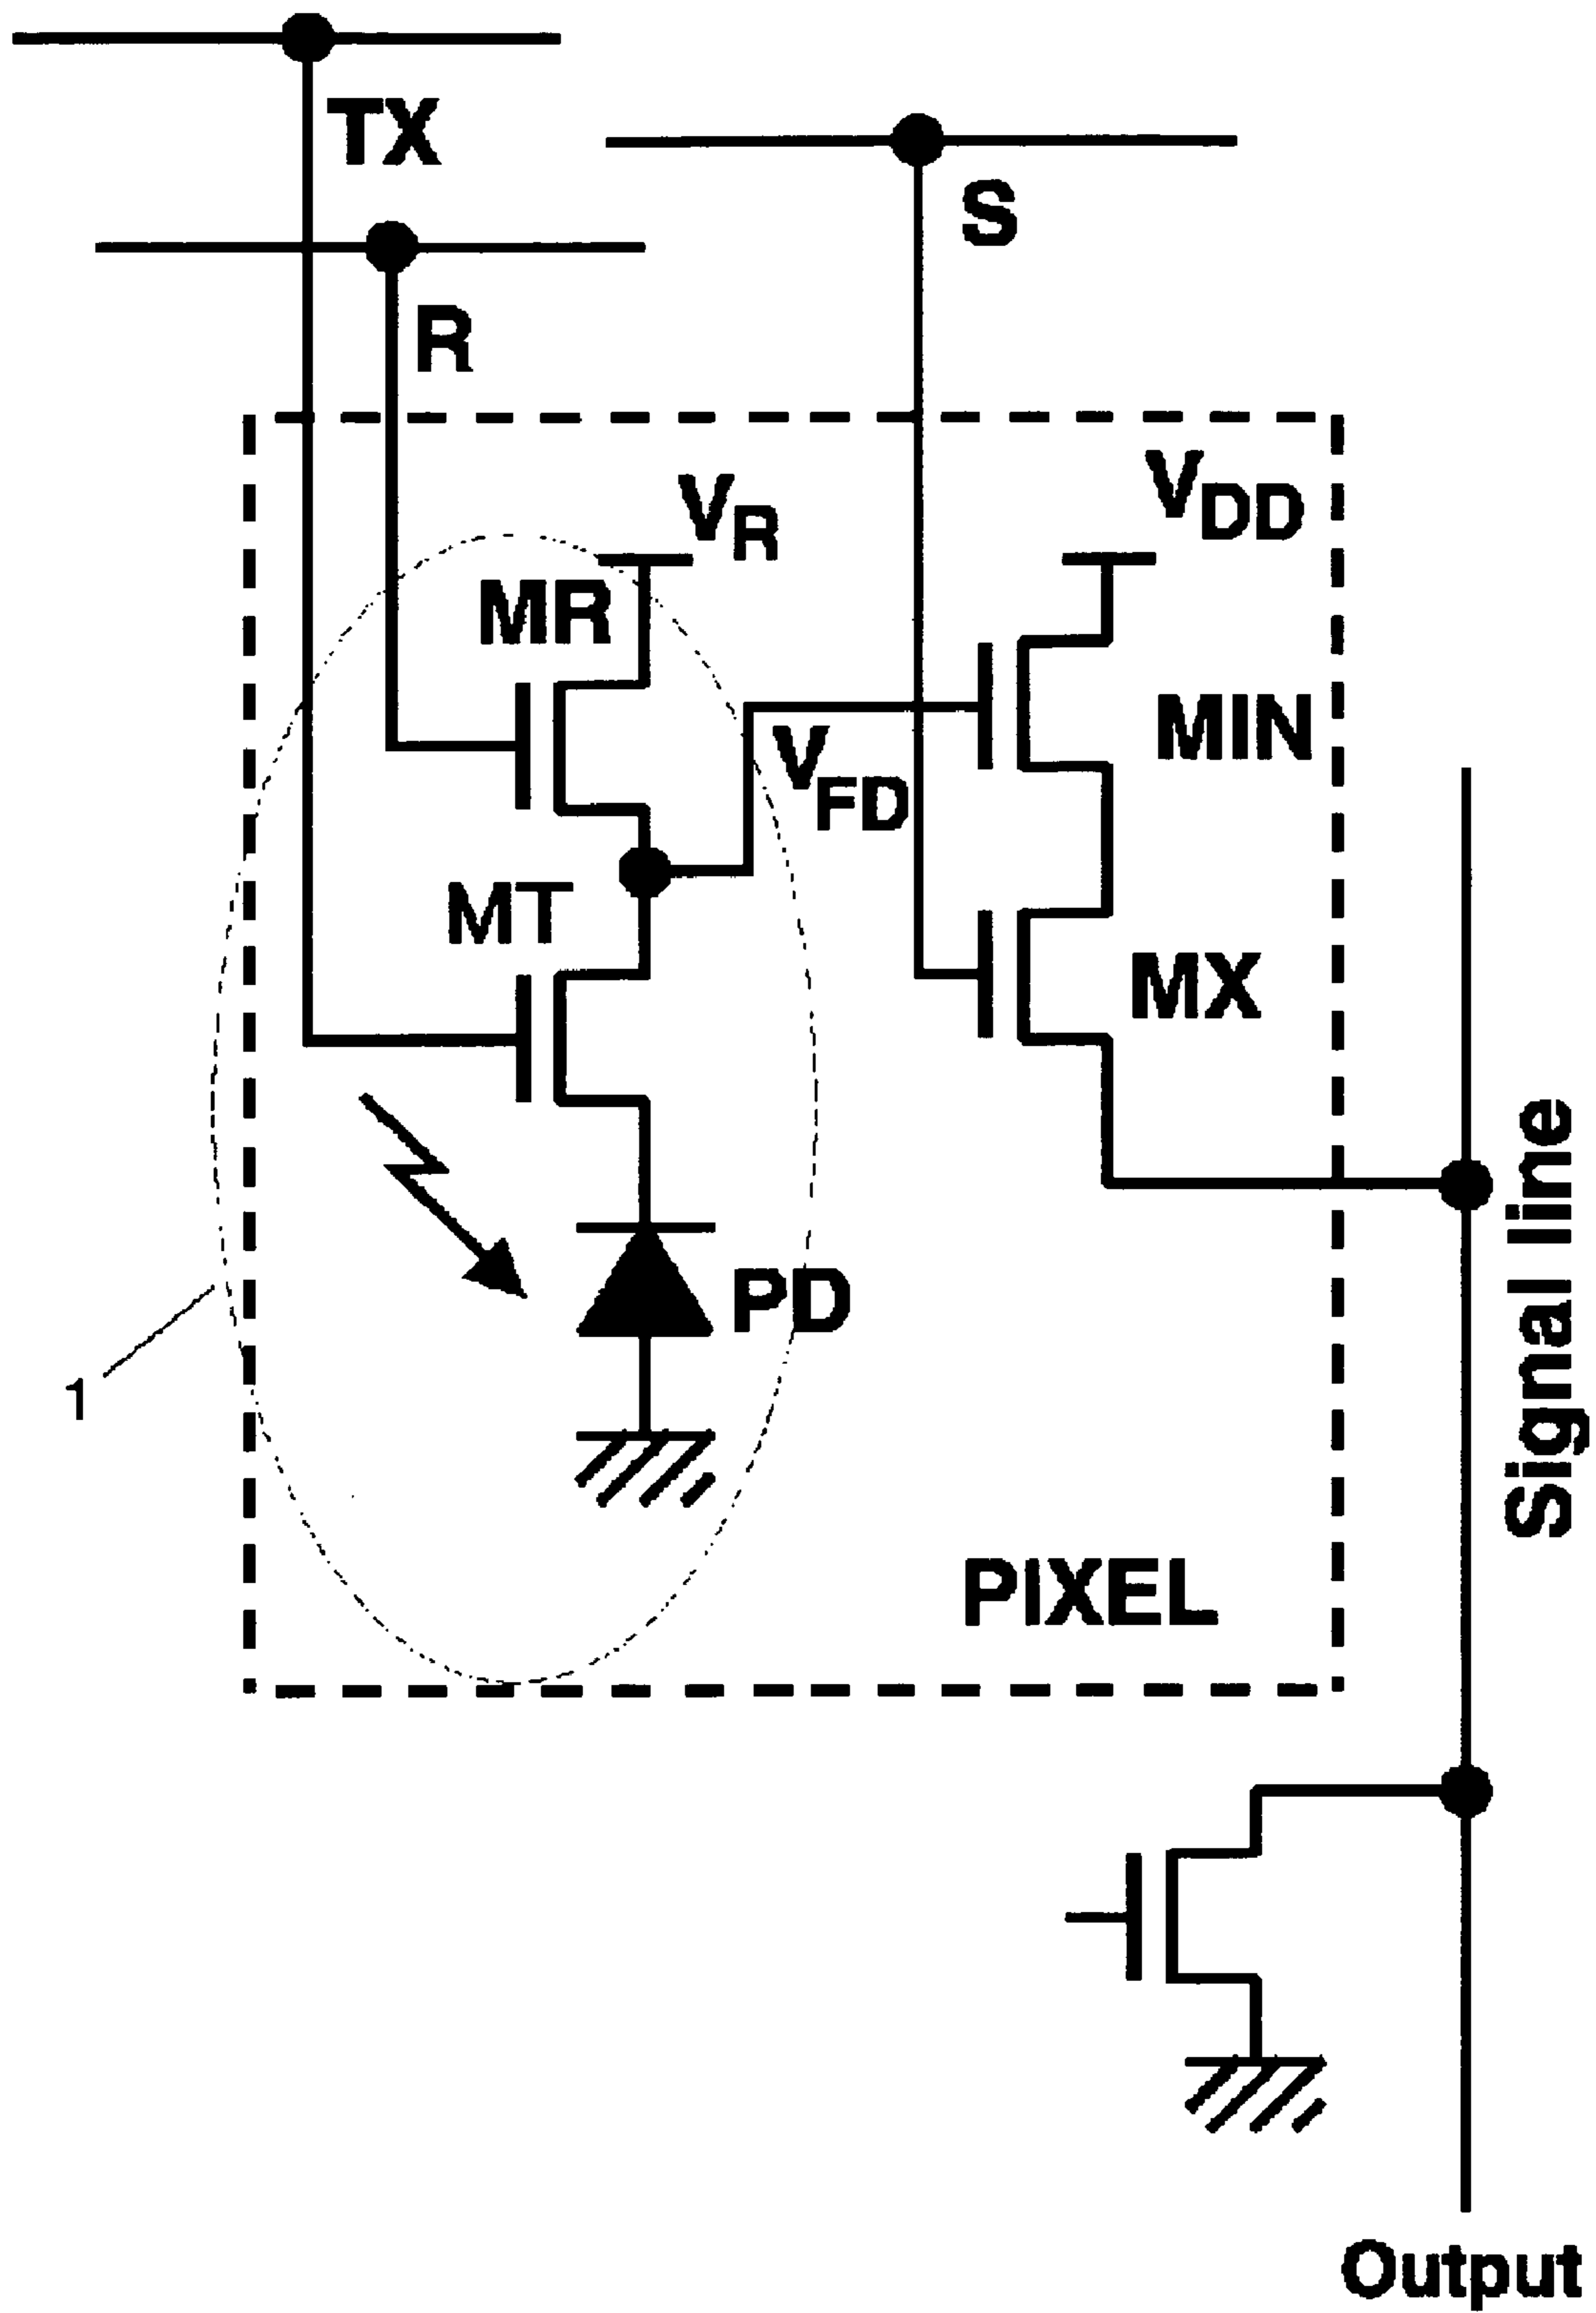 TX
S
R
VR
VDD
MR
MIN
VFD
MT
MX
PD
1
Signal line
PIXEL
Output